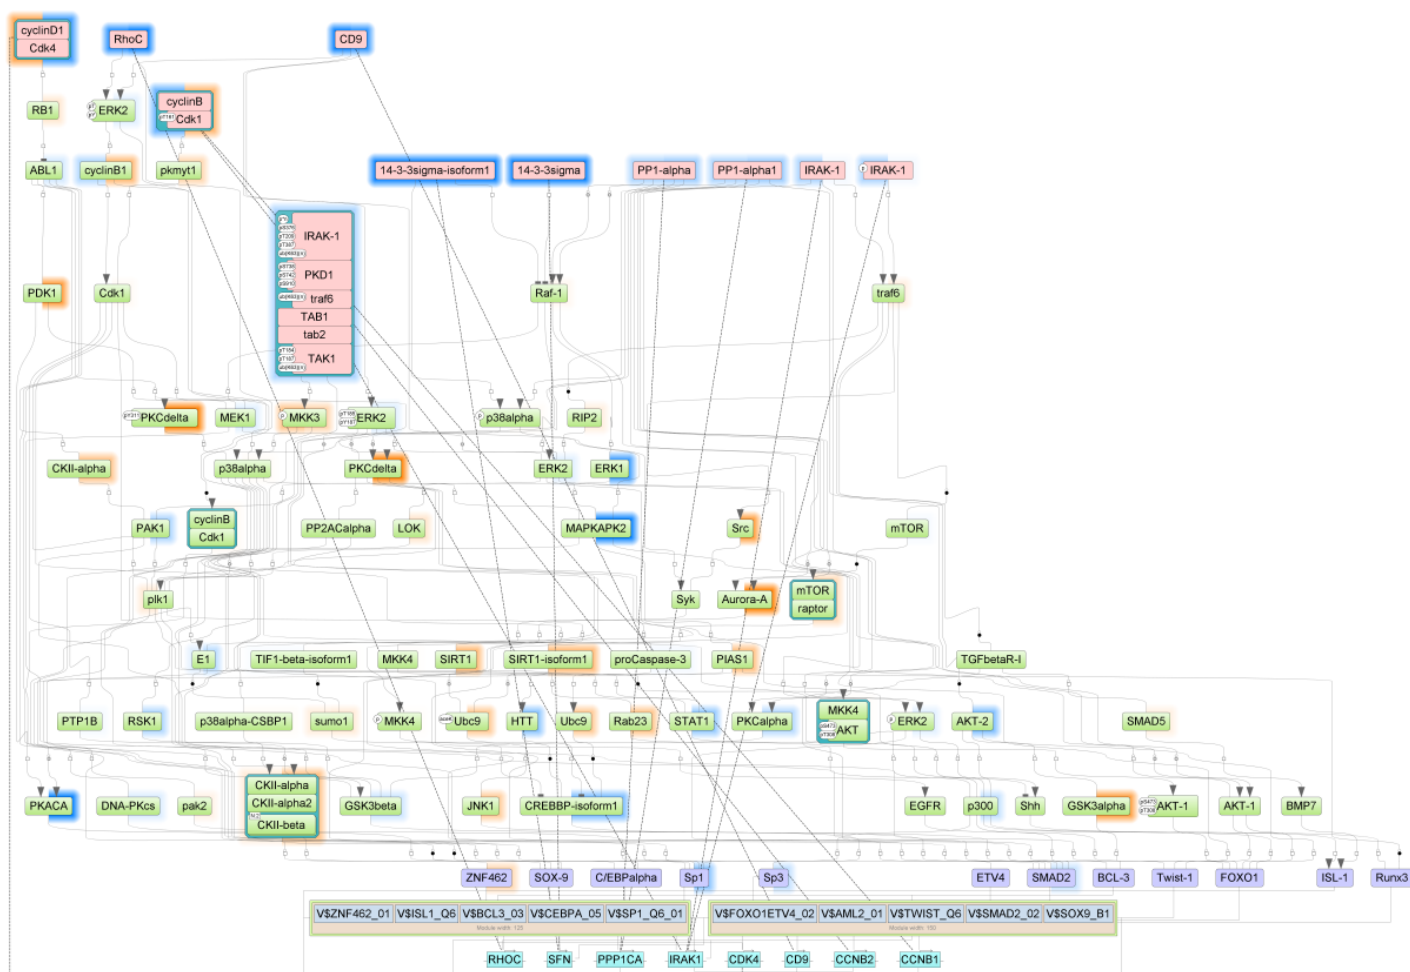 cyclinD1
Cdk4
RhoC
CD9
RB1
ERK2
cyclinB
Cdk1
ABL1
cyclinB1
pkmyt1
14-3-3sigma-isoform1
14-3-3sigma
PP1-alpha
PP1-alpha1
IRAK-1
IRAK-1
IRAK-1
PKD1
traf6
TAB1
tab2
TAK1
PDK1
Cdk1
Raf-1
traf6
PKCdelta
MEK1
MKK3
ERK2
p38alpha
RIP2
CKII-alpha
p38alpha
PKCdelta
ERK2
ERK1
PAK1
cyclinB
Cdk1
PP2ACalpha
LOK
MAPKAPK2
Src
mTOR
plk1
Syk
Aurora-A
mTOR
raptor
E1
TIF1-beta-isoform1
MKK4
SIRT1
SIRT1-isoform1
proCaspase-3
PIAS1
TGFbetaR-I
PTP1B
RSK1
p38alpha-CSBP1
sumo1
MKK4
Ubc9
HTT
Ubc9
Rab23
STAT1
PKCalpha
MKK4
AKT
ERK2
AKT-2
SMAD5
PKACA
DNA-PKcs
pak2
CKII-alpha
CKII-alpha2
CKII-beta
GSK3beta
JNK1
CREBBP-isoform1
EGFR
p300
Shh
GSK3alpha
AKT-1
AKT-1
BMP7
ZNF462
SOX-9
C/EBPalpha
Sp1
Sp3
ETV4
SMAD2
BCL-3
Twist-1
FOXO1
ISL-1
Runx3
V$ZNF462_01
V$ISL1_Q6
V$BCL3_03
V$CEBPA_05
V$SP1_Q6_01
Module width: 125
V$FOXO1ETV4_02
V$AML2_01
V$TWIST_Q6
V$SMAD2_02
V$SOX9_B1
Module width: 150
RHOC
SFN
PPP1CA
IRAK1
CDK4
CD9
CCNB2
CCNB1